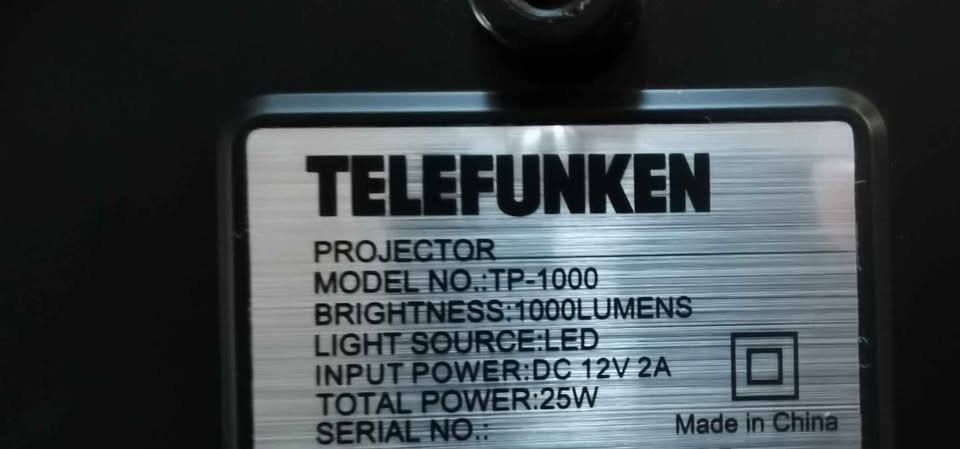 TELEFUNKEN
PROJECTOR
MODEL NO.:TP-1000
BRIGHTNESS:1000LUMENS
LIGHT SOURCE:LED
INPUT POWER:DC 12V 2A
TOTAL POWER:25W
SERIAL NO.:
Made in China